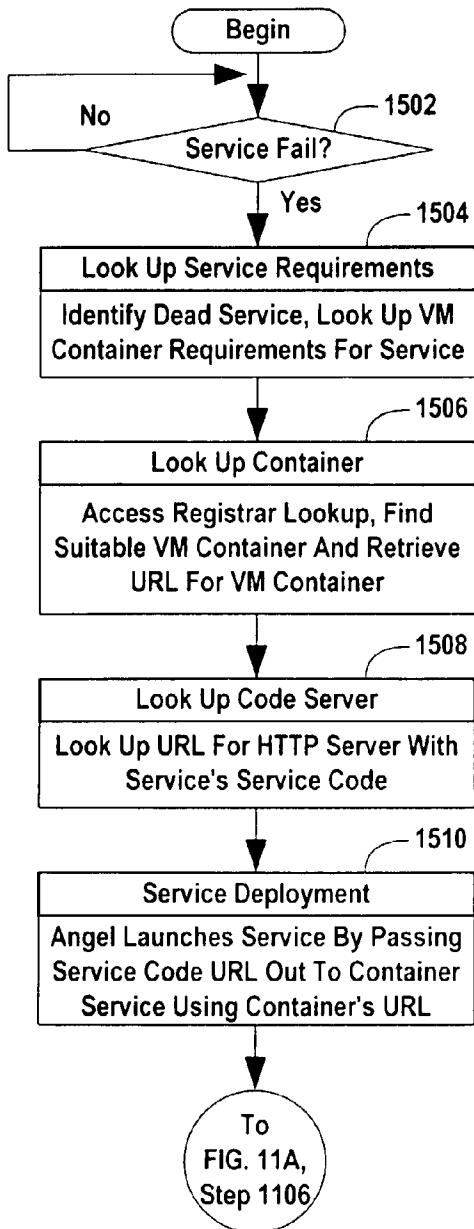 Begin
No
1502
Service Fail?
Yes
1504
Look Up Service Requirements
Identify Dead Service, Look Up VM
Container Requirements For Service
1506
Look Up Container
Access Registrar Lookup, Find
Suitable VM Container And Retrieve
URL For VM Container
1508
Look Up Code Server
Look Up URL For HTTP Server With
Service's Service Code
1510
Service Deployment
Angel Launches Service By Passing
Service Code URL Out To Container
Service Using Container's URL
To
FIG. 11A,
Step 1106